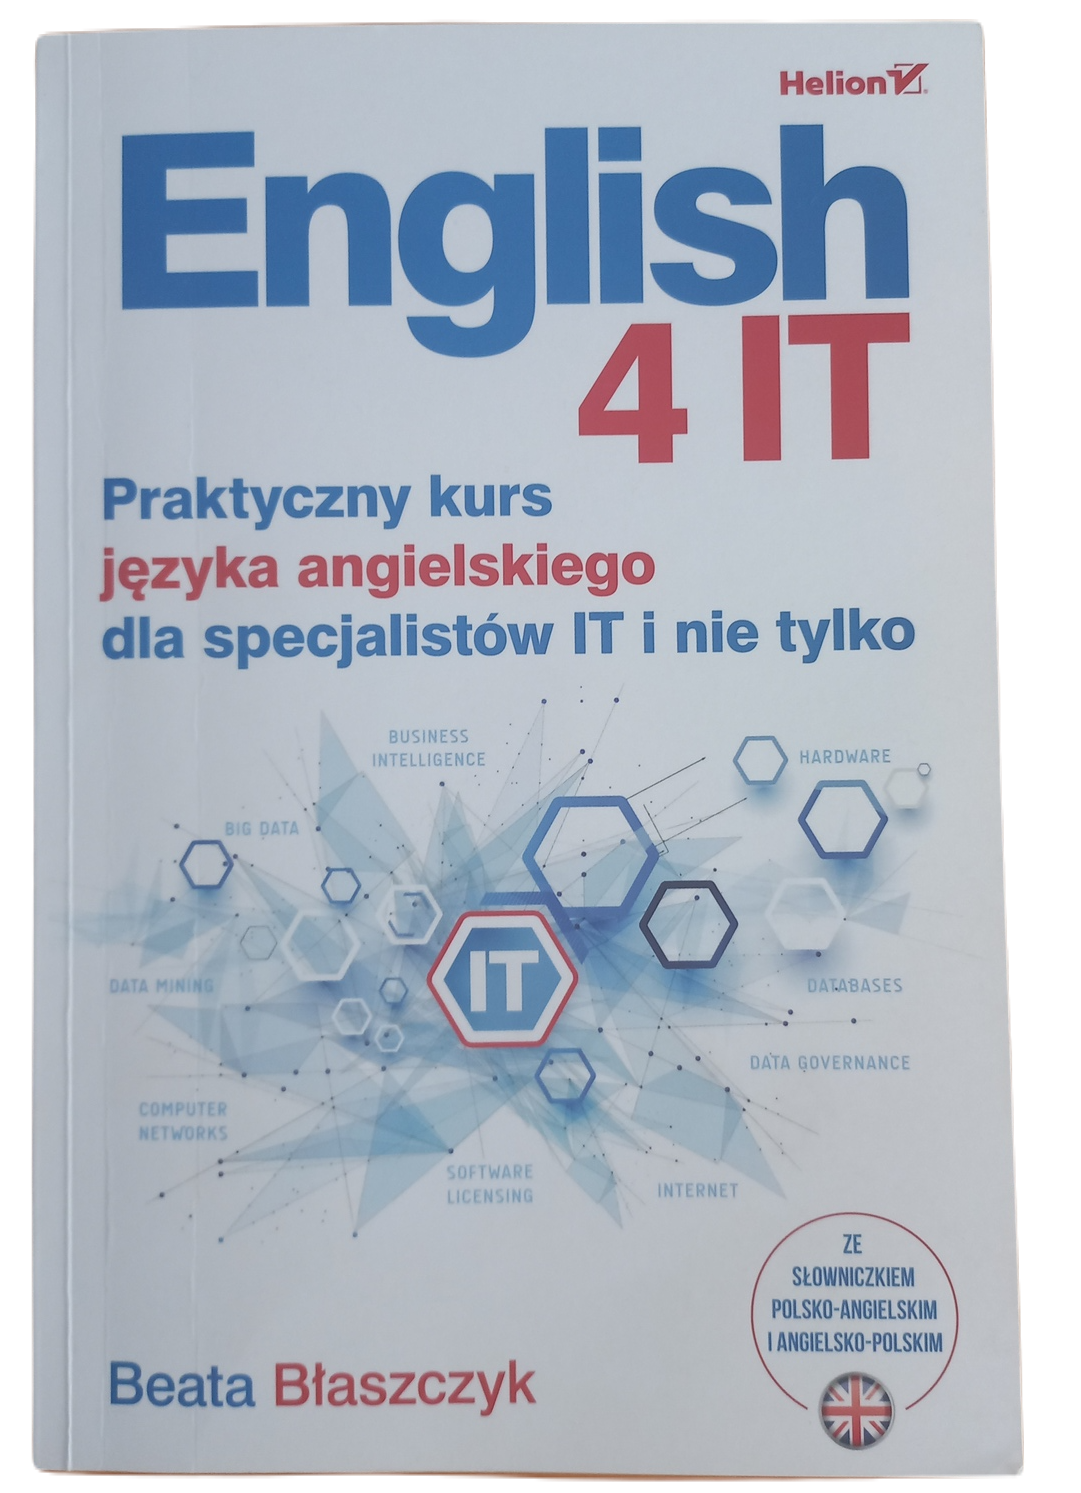 Helion
English
4 IT
Praktyczny kurs
języka angielskiego
dla specjalistów IT i nie tylko
BUSINESS
INTELLIGENCE
HARDWARE
BIG DATA
IT
DATA MINING
DATABASES
DATA GOVERNANCE
COMPUTER
NETWORKS
SOFTWARE
LICENSING
INTERNET
ZE
SŁOWNICZKIEM
POLSKO-ANGIELSKIM
I ANGIELSKO-POLSKIM
Beata Błaszczyk